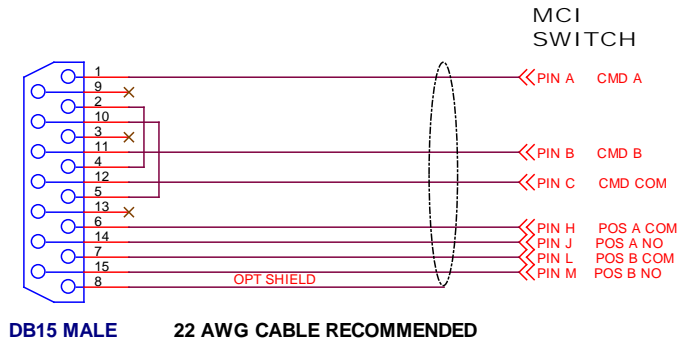 MCI
SWITCH
1
9
2
10
3
11
4
12
5
13
6
14
7
15
8
PIN A CMD A
PIN B CMD B
PIN C CMD COM
PIN H POS A COM
PIN J POS A NO
PIN L POS B COM
PIN M POS B NO
OPT SHIELD
DB15 MALE 22 AWG CABLE RECOMMENDED